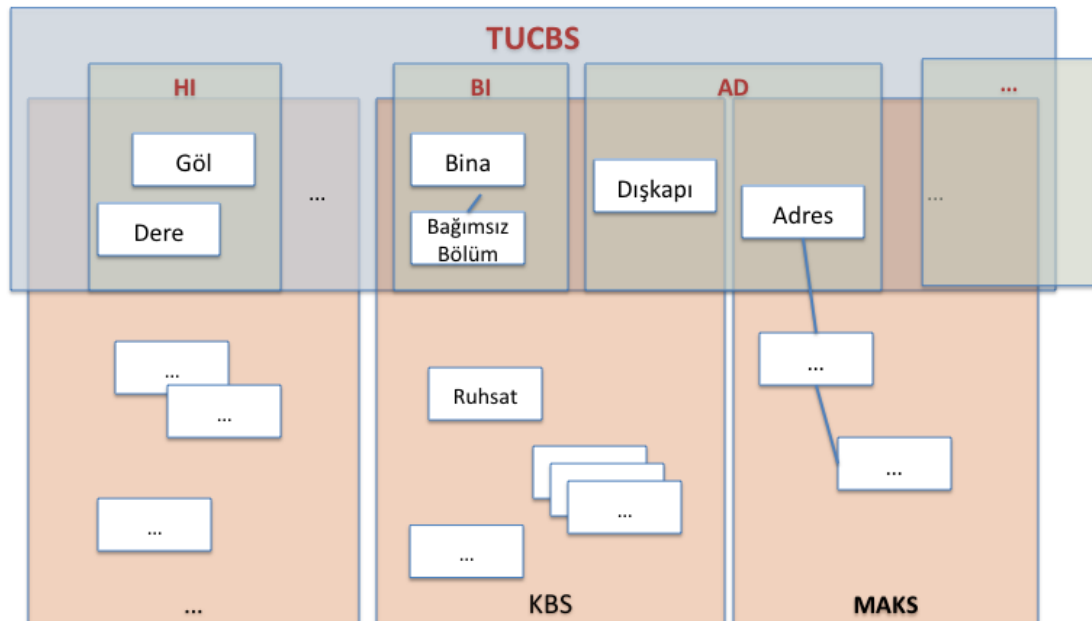 TUCBS
HI
BI
AD
...
Göl
Dere
...
Bina
Bağımsız
Bölüm
Dışkapı
Adres
...
...
...
...
Ruhsat
...
...
...
...
...
KBS
MAKS